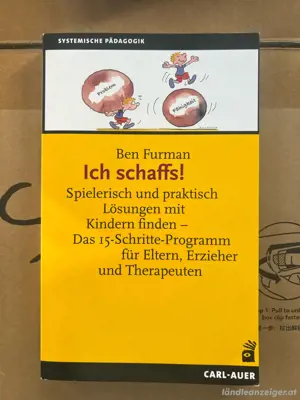 SYSTEMISCHE PÄDAGOGIK
Problem
Fähigkeit
Ben Furman
Ich schaffs!
Spielerisch und praktisch
Lösungen mit
Kindern finden –
Das 15-Schritte-Programm
für Eltern, Erzieher
und Therapeuten
CARL-AUER
ländleanzeiger.at